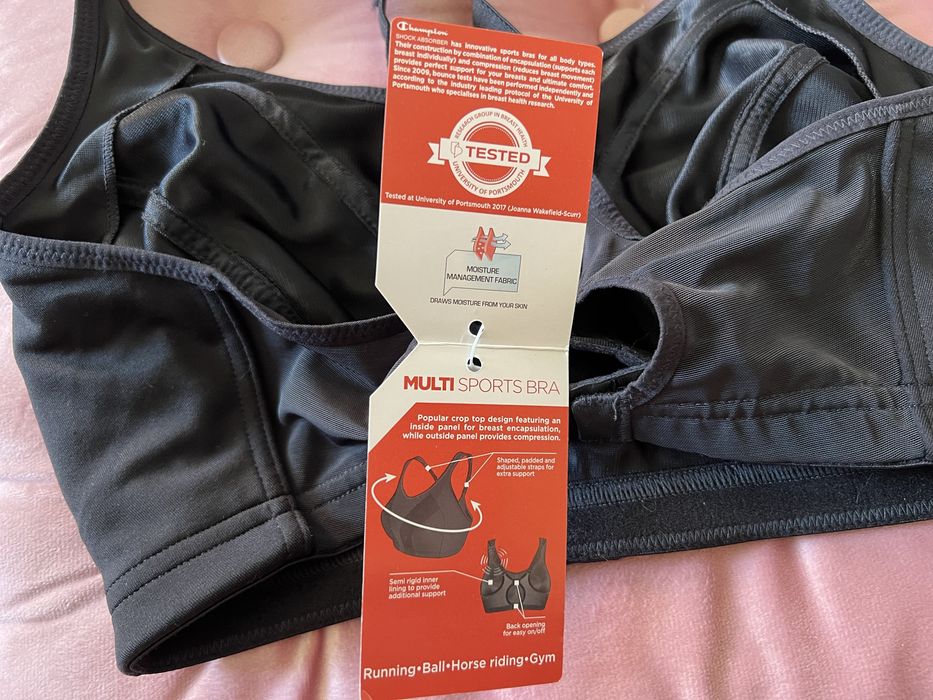 Champion
SHOCK ABSORBER has innovative sports bras for all body types.
Their construction by combination of encapsulation (supports each
breast individually) and compression (reduces breast movement)
provides perfect support for your breasts and ultimate comfort.
Since 2009, bounce tests have been performed independently and
according to the industry leading protocol of the University of
Portsmouth who specialises in breast health research.
RESEARCH GROUP IN BREAST HEALTH
TESTED
UNIVERSITY OF PORTSMOUTH
Tested at University of Portsmouth 2017 (Joanna Wakefield-Scurr)
MOISTURE
MANAGEMENT FABRIC
DRAWS MOISTURE FROM YOUR SKIN
MULTI SPORTS BRA
Popular crop top design featuring an
inside panel for breast encapsulation,
while outside panel provides compression.
Shaped, padded and
adjustable straps for
extra support
Semi rigid inner
lining to provide
additional support
Back opening
for easy on/off
Running•Ball•Horse riding•Gym